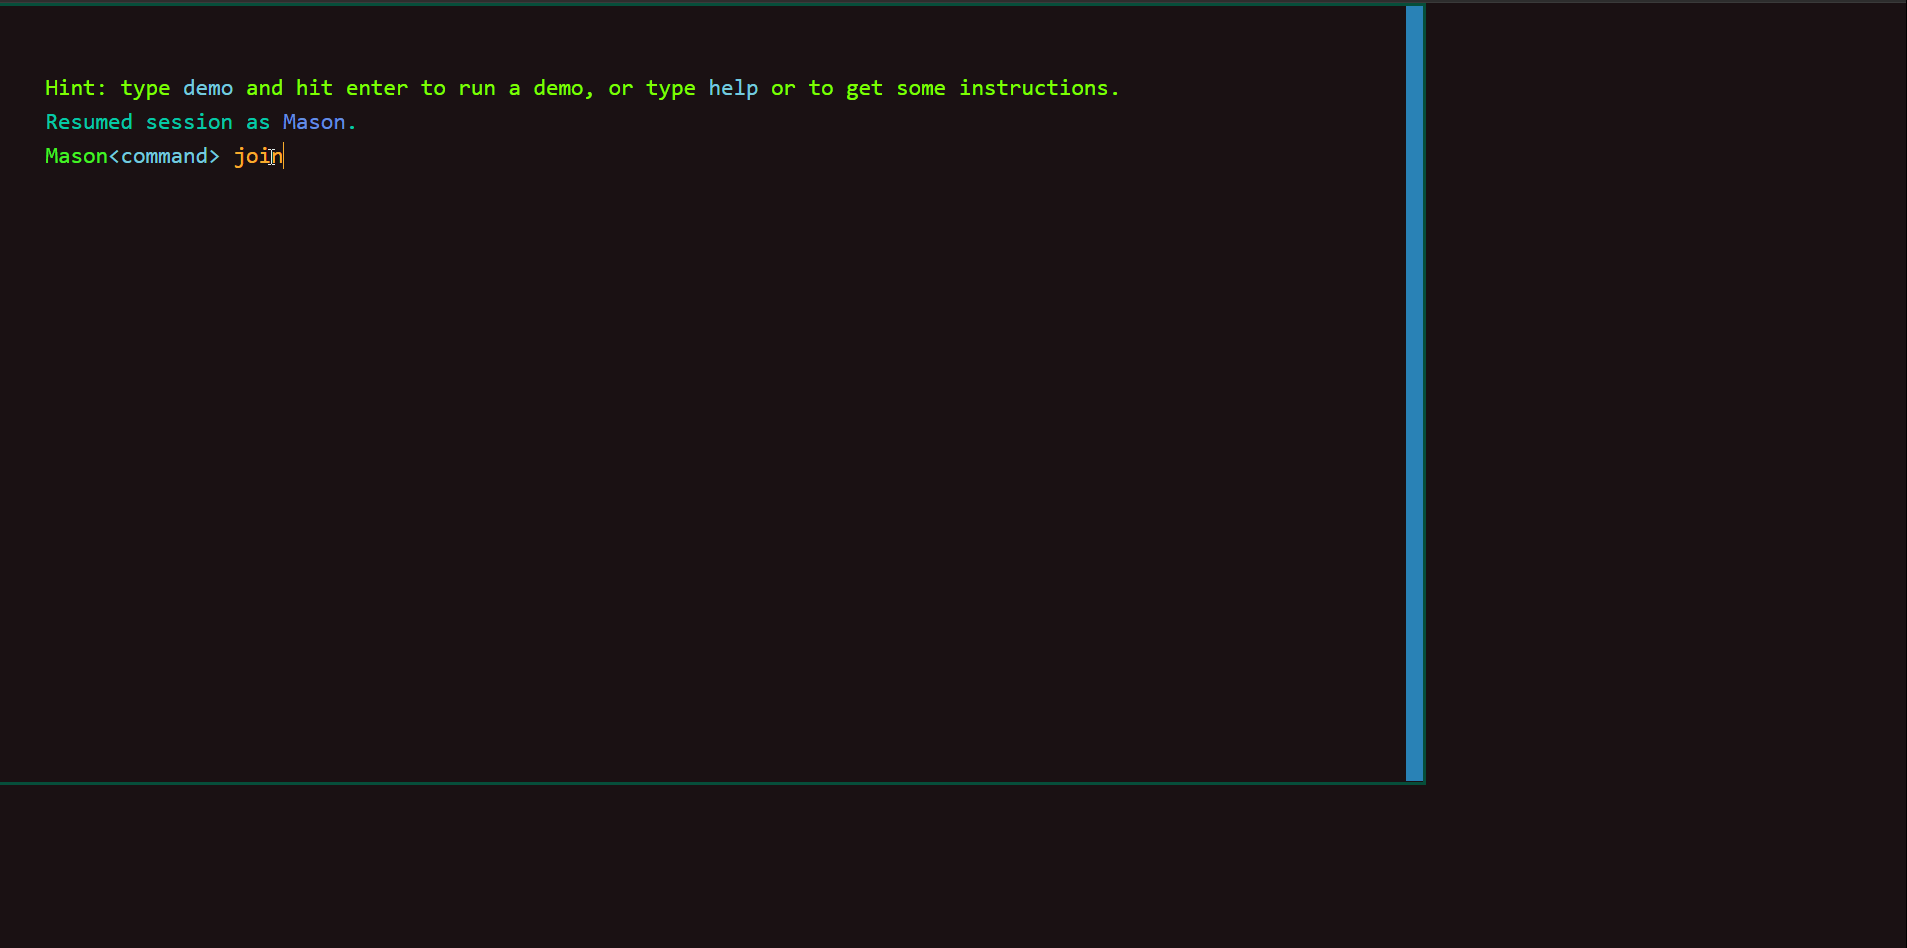 Hint: type demo and hit enter to run a demo, or type help or to get some instructions.
Resumed session as Mason.
Mason<command> join